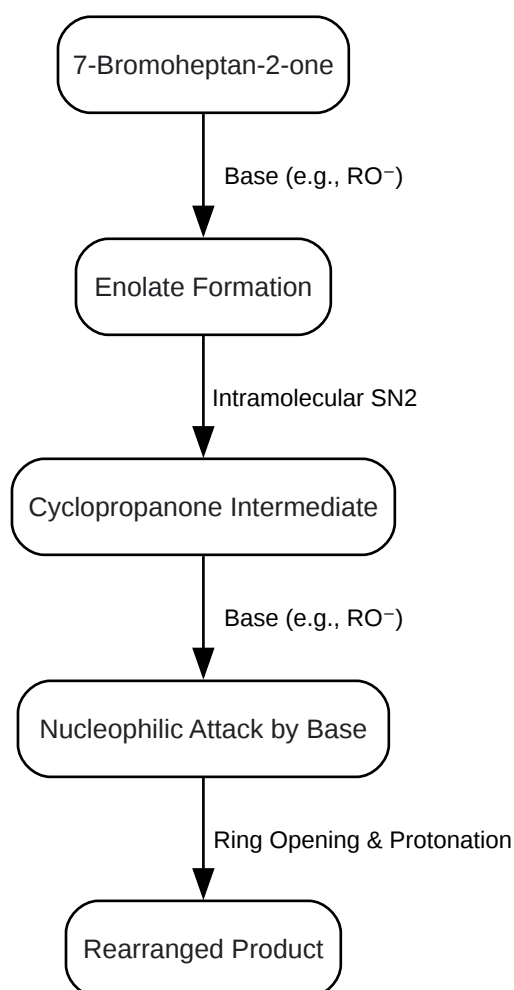 7-Bromoheptan-2-one
Base (e.g., RO⁻)
Enolate Formation
Intramolecular SN2
Cyclopropanone Intermediate
Base (e.g., RO⁻)
Nucleophilic Attack by Base
Ring Opening & Protonation
Rearranged Product